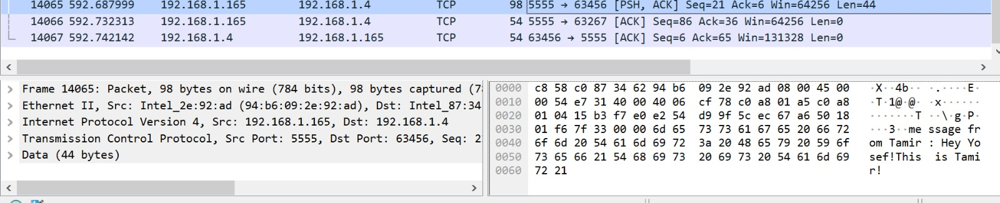 14065 592.687999 192.168.1.165 192.168.1.4 TCP 98 5555 → 63456 [PSH, ACK] Seq=21 Ack=6 Win=64256 Len=44
14066 592.732313 192.168.1.165 192.168.1.4 TCP 54 5555 → 63267 [ACK] Seq=86 Ack=36 Win=64256 Len=0
14067 592.742142 192.168.1.4 192.168.1.165 TCP 54 63456 → 5555 [ACK] Seq=6 Ack=65 Win=131328 Len=0
Frame 14065: Packet, 98 bytes on wire (784 bits), 98 bytes captured (78
Ethernet II, Src: Intel_2e:92:ad (94:b6:09:2e:92:ad), Dst: Intel_87:34
Internet Protocol Version 4, Src: 192.168.1.165, Dst: 192.168.1.4
Transmission Control Protocol, Src Port: 5555, Dst Port: 63456, Seq: 2
Data (44 bytes)
0000 c8 58 c0 87 34 62 94 b6 09 2e 92 ad 08 00 45 00 ·X··4b·· ·.····E·
0010 00 54 e7 31 40 00 40 06 cf 78 c0 a8 01 a5 c0 a8 ·T·1@·@· ·x······
0020 01 04 15 b3 f7 e0 e2 54 d9 9f 5c ec 67 a6 50 18 ·······T ··\·g·P·
0030 01 f6 7f 33 00 00 6d 65 73 73 61 67 65 20 66 72 ···3··me ssage fr
0040 6f 6d 20 54 61 6d 69 72 3a 20 48 65 79 20 59 6f om Tamir : Hey Yo
0050 73 65 66 21 54 68 69 73 20 69 73 20 54 61 6d 69 sef!This is Tami
0060 72 21 r!